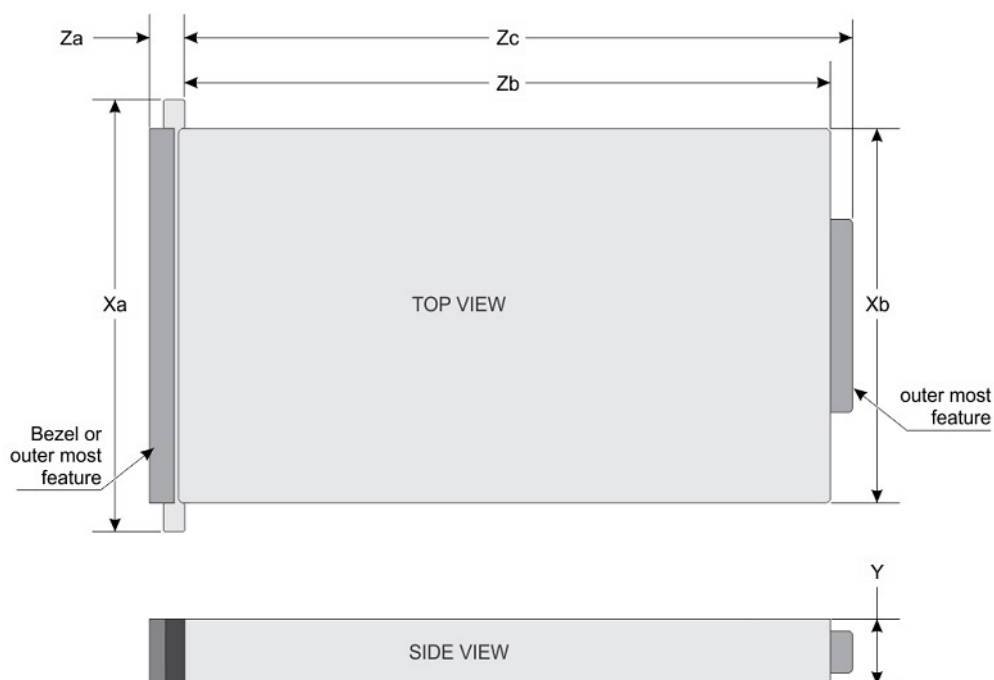 Za
Zc
Zb
Xa
TOP VIEW
Xb
outer most
feature
Bezel or
outer most
feature
Y
SIDE VIEW